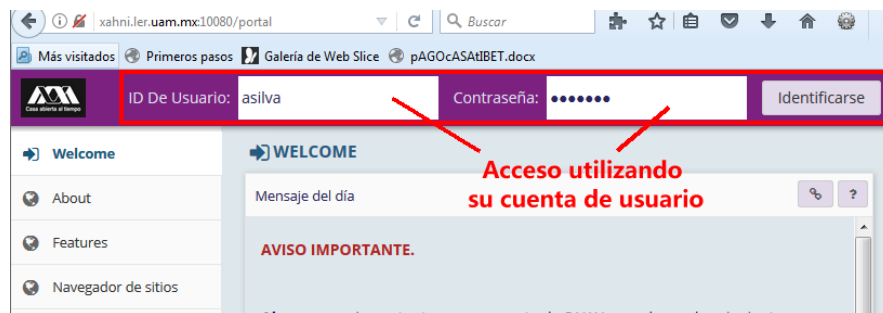 xahni.ler.uam.mx:10080/portal
Buscar
Más visitados Primeros pasos Galería de Web Slice pAGOcASAtIBET.docx
Casa abierta al tiempo
ID De Usuario: asilva Contraseña: ●●●●●●● Identificarse
Welcome
WELCOME
Acceso utilizando
su cuenta de usuario
About
Mensaje del día
?
Features
AVISO IMPORTANTE.
Navegador de sitios